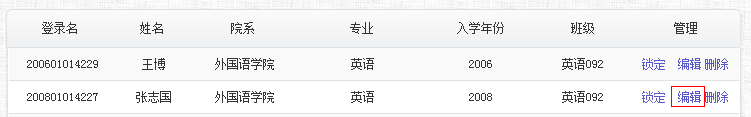 登录名 姓名 院系 专业 入学年份 班级 管理
200601014229 王博 外国语学院 英语 2006 英语092 锁定 编辑 删除
200801014227 张志国 外国语学院 英语 2008 英语092 锁定 编辑 删除